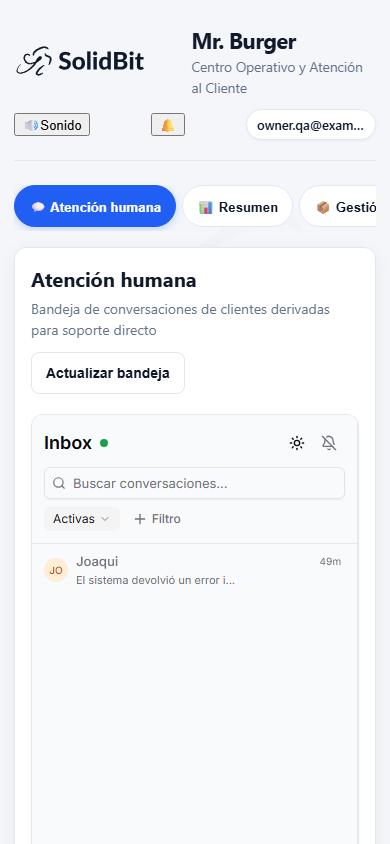 SolidBit
Mr. Burger
Centro Operativo y Atención
al Cliente
Sonido
owner.qa@exam...
Atención humana
Resumen
Gestió
Atención humana
Bandeja de conversaciones de clientes derivadas
para soporte directo
Actualizar bandeja
Inbox
Buscar conversaciones...
Activas
Filtro
JO
Joaqui
49m
El sistema devolvió un error i...